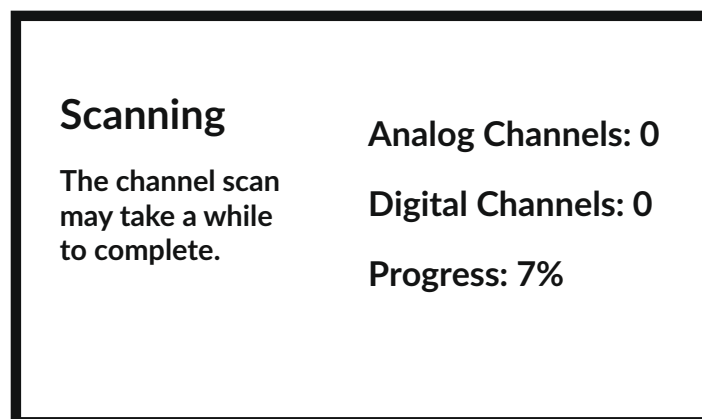 Scanning
The channel scan
may take a while
to complete.
Analog Channels: 0
Digital Channels: 0
Progress: 7%